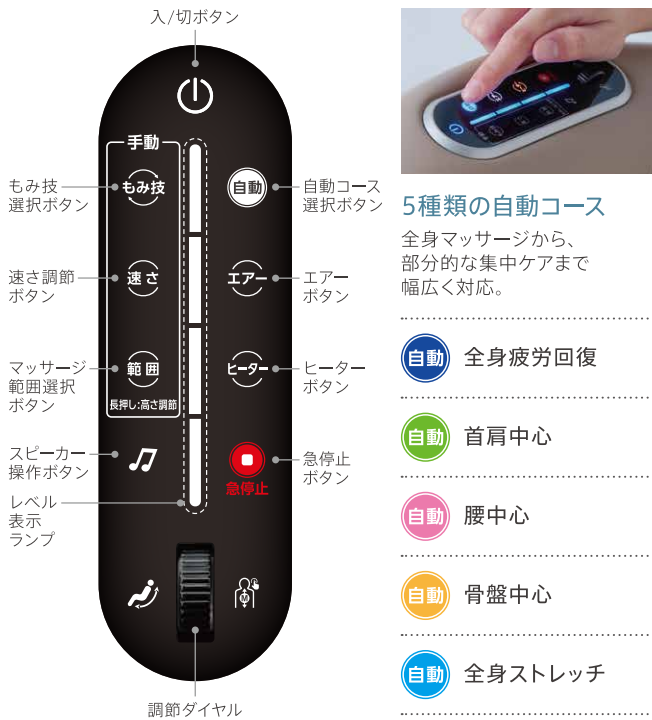 入/切ボタン
手動
もみ技
選択ボタン
もみ技
自動
自動コース
選択ボタン
速さ調節
ボタン
速さ
エアー
エアー
ボタン
マッサージ
範囲選択
ボタン
範囲
長押し:高さ調節
ヒーター
ヒーター
ボタン
スピーカー
操作ボタン
急停止
急停止
ボタン
レベル
表示
ランプ
M
調節ダイヤル
5種類の自動コース
全身マッサージから、
部分的な集中ケアまで
幅広く対応。
自動 全身疲労回復
自動 首肩中心
自動 腰中心
自動 骨盤中心
自動 全身ストレッチ